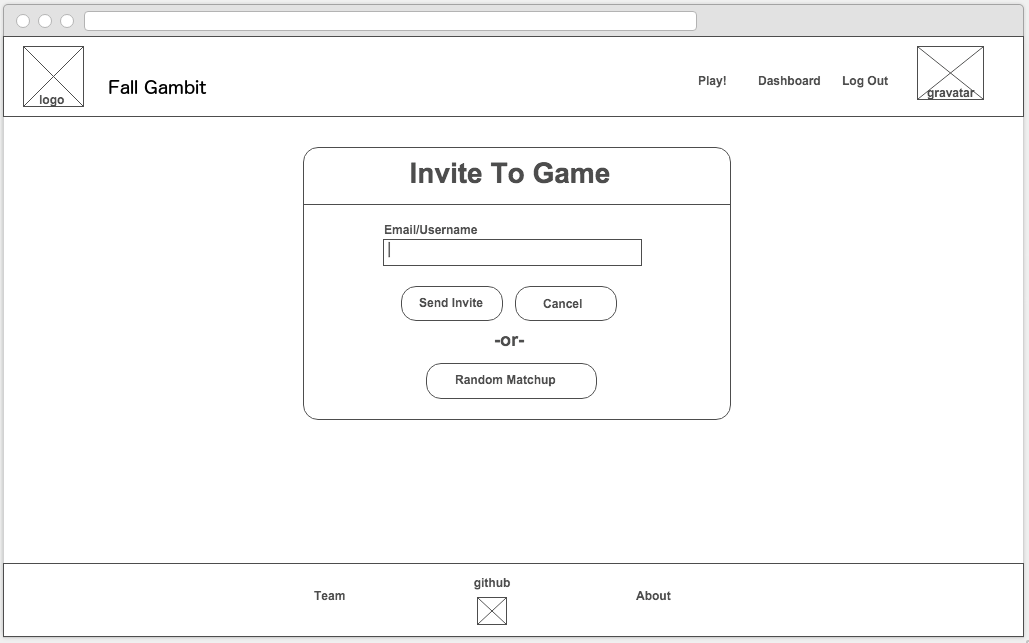 logo
Fall Gambit
Play!
Dashboard
Log Out
gravatar
Invite To Game
Email/Username
Send Invite
Cancel
-or-
Random Matchup
Team
github
About